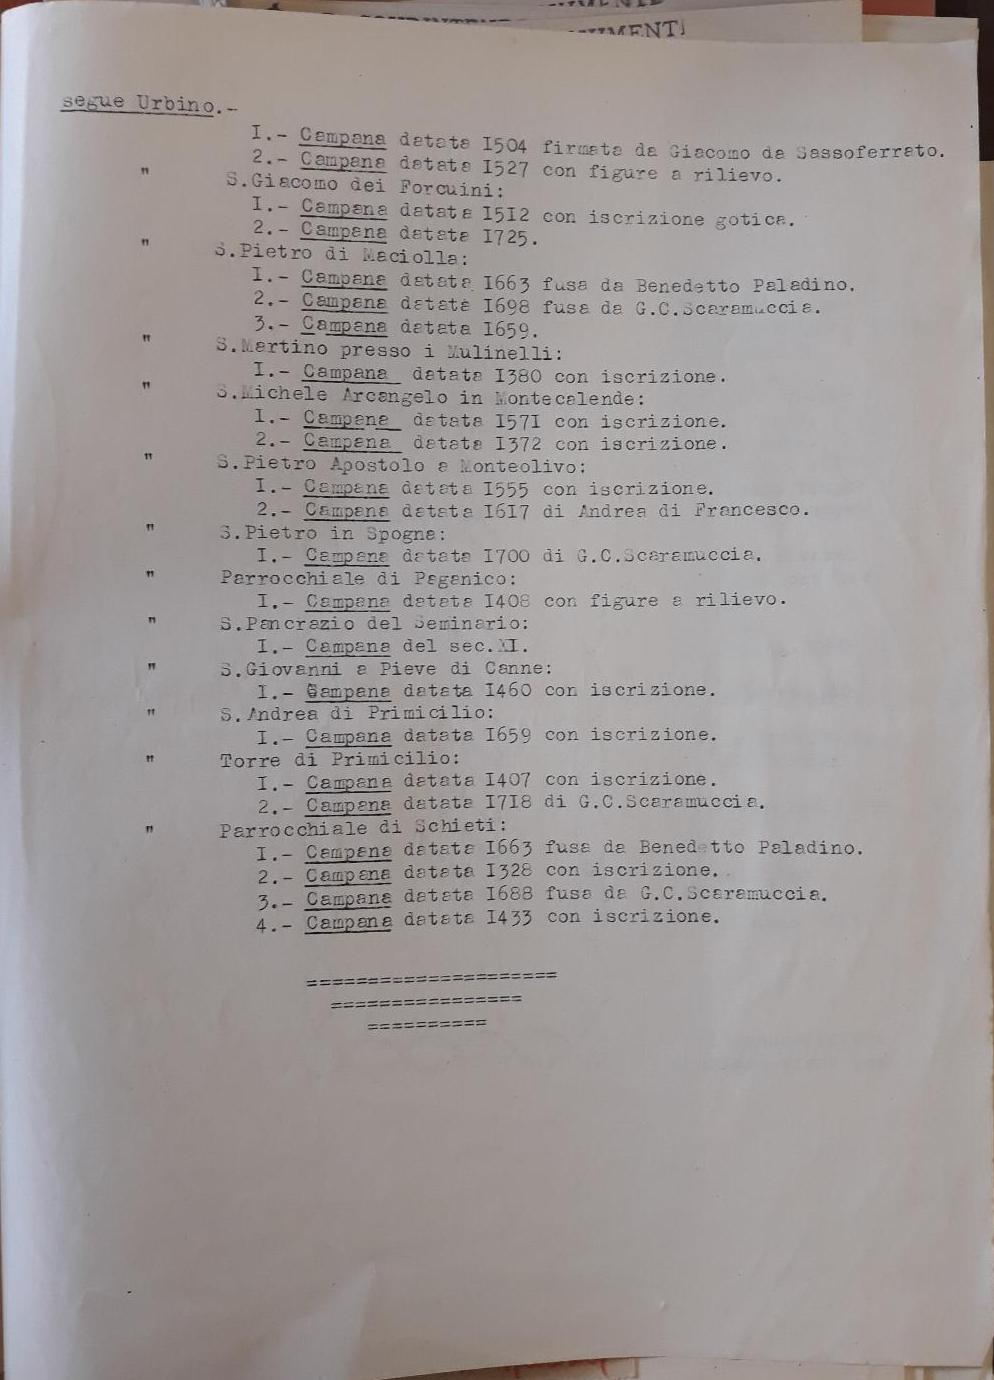 UMENTI
segue Urbino.-
I.- Campana datata I504 firmata da Giacomo da Sassoferrato.
2.- Campana datata I527 con figure a rilievo.
" S.Giacomo dei Forcuini:
I.- Campana datata I5I2 con iscrizione gotica.
2.- Campana datata I725.
" S.Pietro di Maciolla:
I.- Campana datata I663 fusa da Benedetto Paladino.
2.- Campana datata I698 fusa da G.C.Scaramuccia.
3.- Campana datata I659.
" S.Martino presso i Mulinelli:
I.- Campana datata I380 con iscrizione.
" S.Michele Arcangelo in Montecalende:
I.- Campana datata I57I con iscrizione.
2.- Campana datata I372 con iscrizione.
" S.Pietro Apostolo a Monteolivo:
I.- Campana datata I555 con iscrizione.
2.- Campana datata I6I7 di Andrea di Francesco.
" S.Pietro in Spogna:
I.- Campana datata I700 di G.C.Scaramuccia.
" Parrocchiale di Paganico:
I.- Campana datata I408 con figure a rilievo.
" S.Pancrazio del Seminario:
I.- Campana del sec.XI.
" S.Giovanni a Pieve di Canne:
I.- Campana datata I460 con iscrizione.
" S.Andrea di Primicilio:
I.- Campana datata I659 con iscrizione.
" Torre di Primicilio:
I.- Campana datata I407 con iscrizione.
2.- Campana datata I7I8 di G.C.Scaramuccia.
" Parrocchiale di Schieti:
I.- Campana datata I663 fusa da Benedetto Paladino.
2.- Campana datata I328 con iscrizione.
3.- Campana datata I688 fusa da G.C.Scaramuccia.
4.- Campana datata I433 con iscrizione.
=====================
================
==========